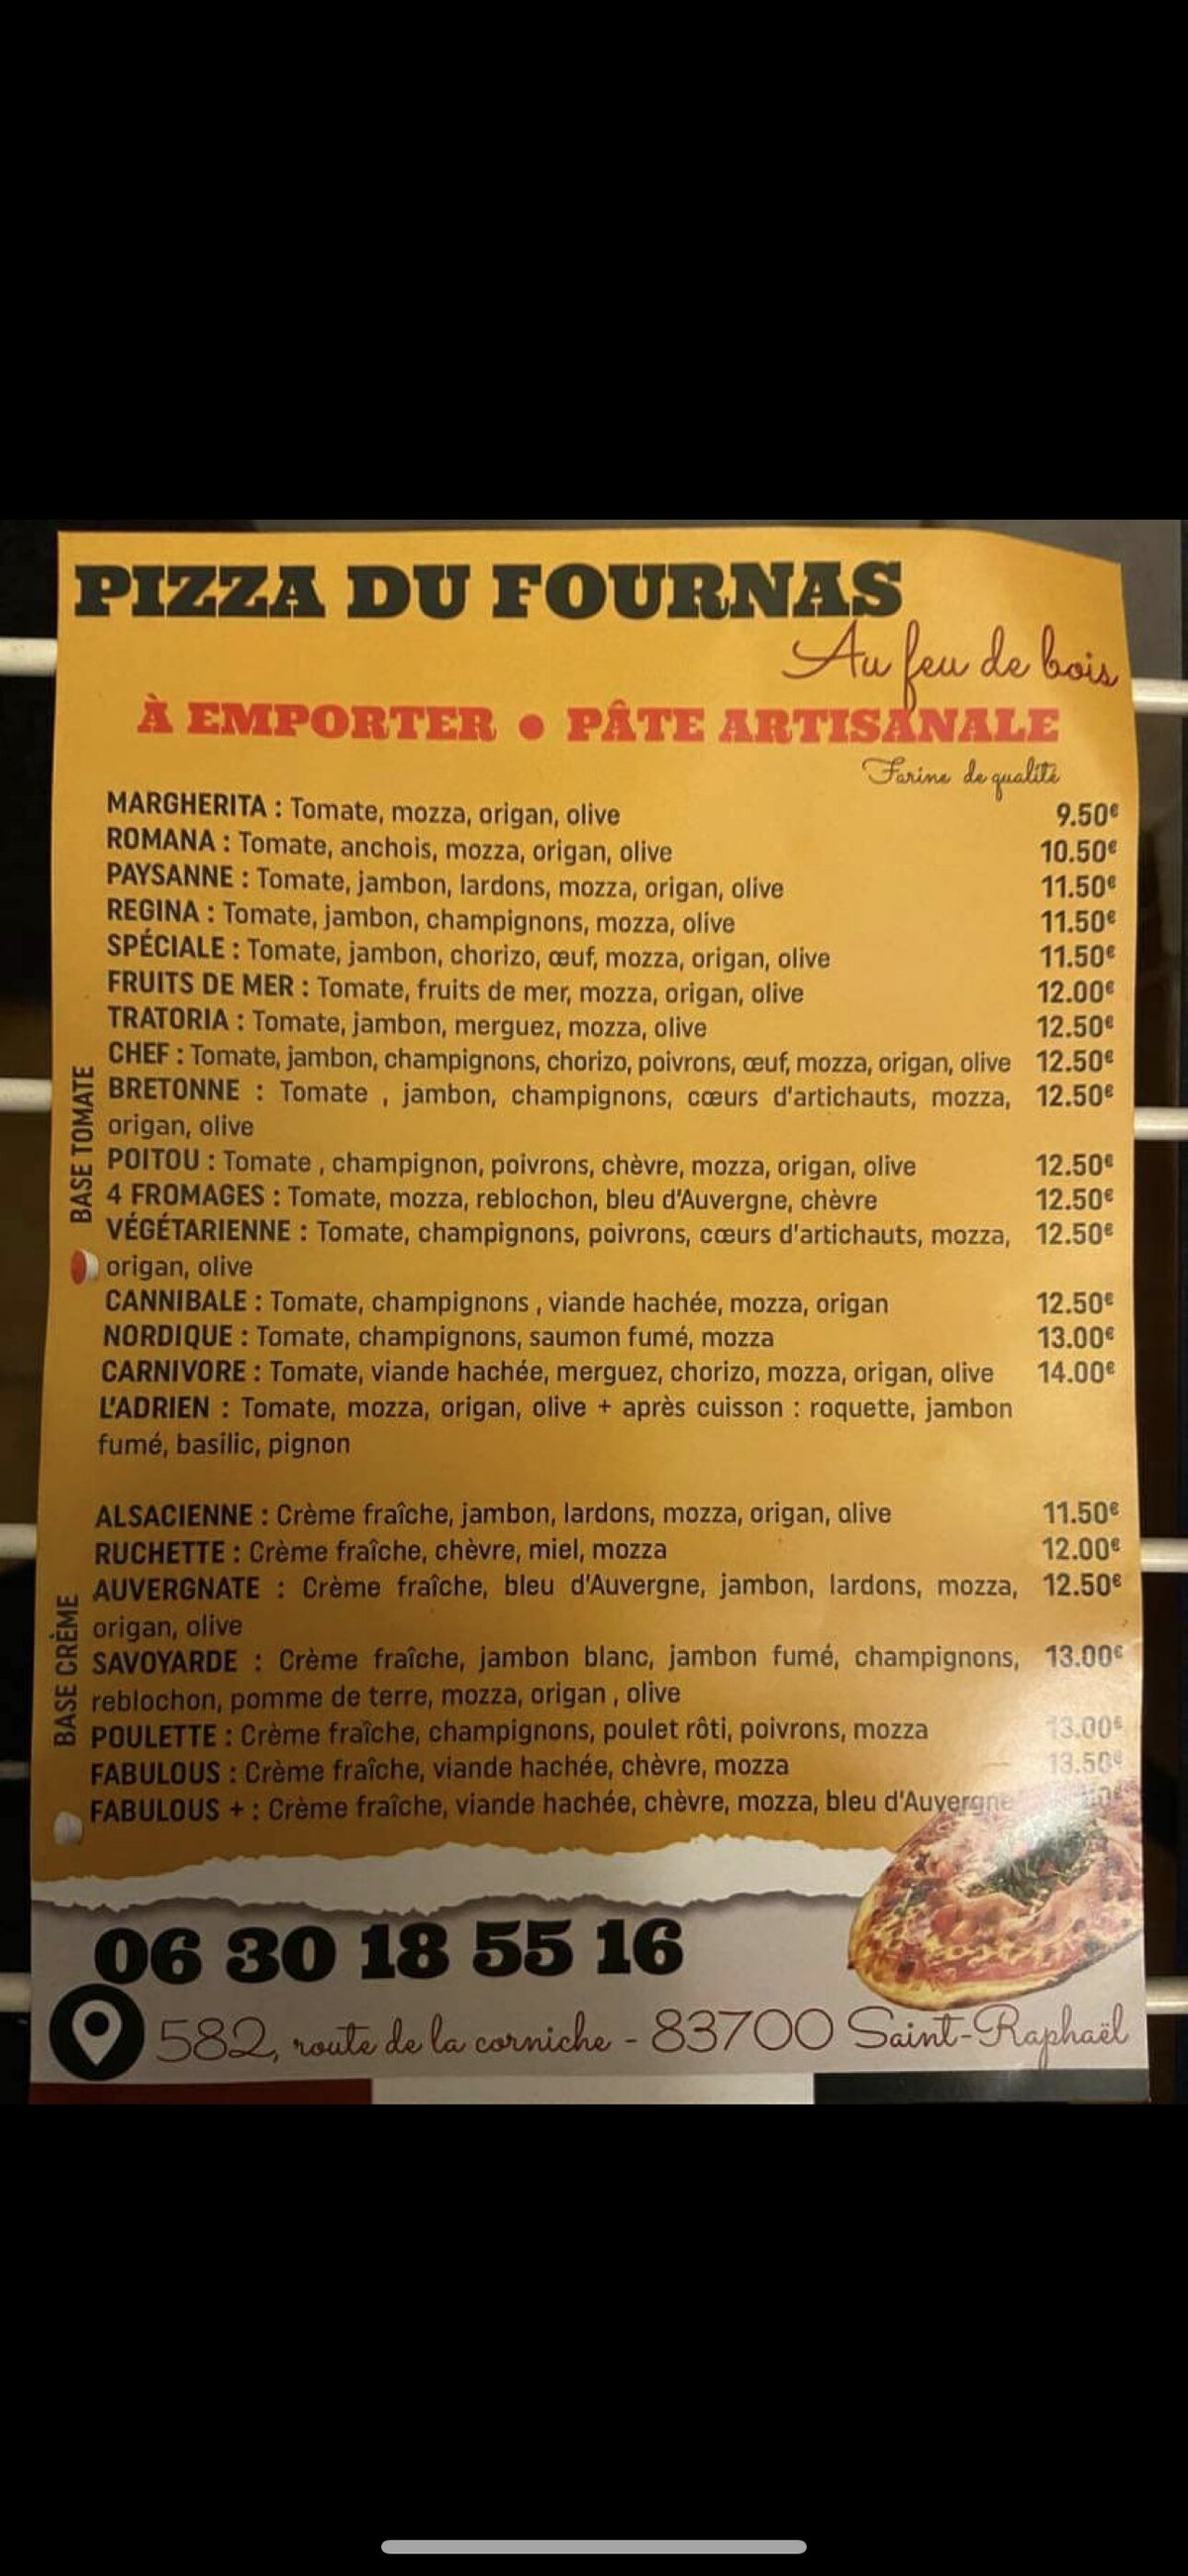 PIZZA DU FOURNAS
Au feu de bois
À EMPORTER • PÂTE ARTISANALE
Farine de qualité
BASE TOMATE
MARGHERITA : Tomate, mozza, origan, olive 9.50€
ROMANA : Tomate, anchois, mozza, origan, olive 10.50€
PAYSANNE : Tomate, jambon, lardons, mozza, origan, olive 11.50€
REGINA : Tomate, jambon, champignons, mozza, olive 11.50€
SPÉCIALE : Tomate, jambon, chorizo, œuf, mozza, origan, olive 11.50€
FRUITS DE MER : Tomate, fruits de mer, mozza, origan, olive 12.00€
TRATORIA : Tomate, jambon, merguez, mozza, olive 12.50€
CHEF : Tomate, jambon, champignons, chorizo, poivrons, œuf, mozza, origan, olive 12.50€
BRETONNE : Tomate , jambon, champignons, cœurs d'artichauts, mozza, 12.50€
origan, olive
POITOU : Tomate , champignon, poivrons, chèvre, mozza, origan, olive 12.50€
4 FROMAGES : Tomate, mozza, reblochon, bleu d'Auvergne, chèvre 12.50€
VÉGÉTARIENNE : Tomate, champignons, poivrons, cœurs d'artichauts, mozza, 12.50€
origan, olive
CANNIBALE : Tomate, champignons , viande hachée, mozza, origan 12.50€
NORDIQUE : Tomate, champignons, saumon fumé, mozza 13.00€
CARNIVORE : Tomate, viande hachée, merguez, chorizo, mozza, origan, olive 14.00€
L'ADRIEN : Tomate, mozza, origan, olive + après cuisson : roquette, jambon
fumé, basilic, pignon
BASE CRÈME
ALSACIENNE : Crème fraîche, jambon, lardons, mozza, origan, olive 11.50€
RUCHETTE : Crème fraîche, chèvre, miel, mozza 12.00€
AUVERGNATE : Crème fraîche, bleu d'Auvergne, jambon, lardons, mozza, 12.50€
origan, olive
SAVOYARDE : Crème fraîche, jambon blanc, jambon fumé, champignons, 13.00€
reblochon, pomme de terre, mozza, origan , olive
POULETTE : Crème fraîche, champignons, poulet rôti, poivrons, mozza 13.00€
FABULOUS : Crème fraîche, viande hachée, chèvre, mozza 13.50€
FABULOUS + : Crème fraîche, viande hachée, chèvre, mozza, bleu d'Auvergne
06 30 18 55 16
582, route de la corniche - 83700 Saint-Raphaël